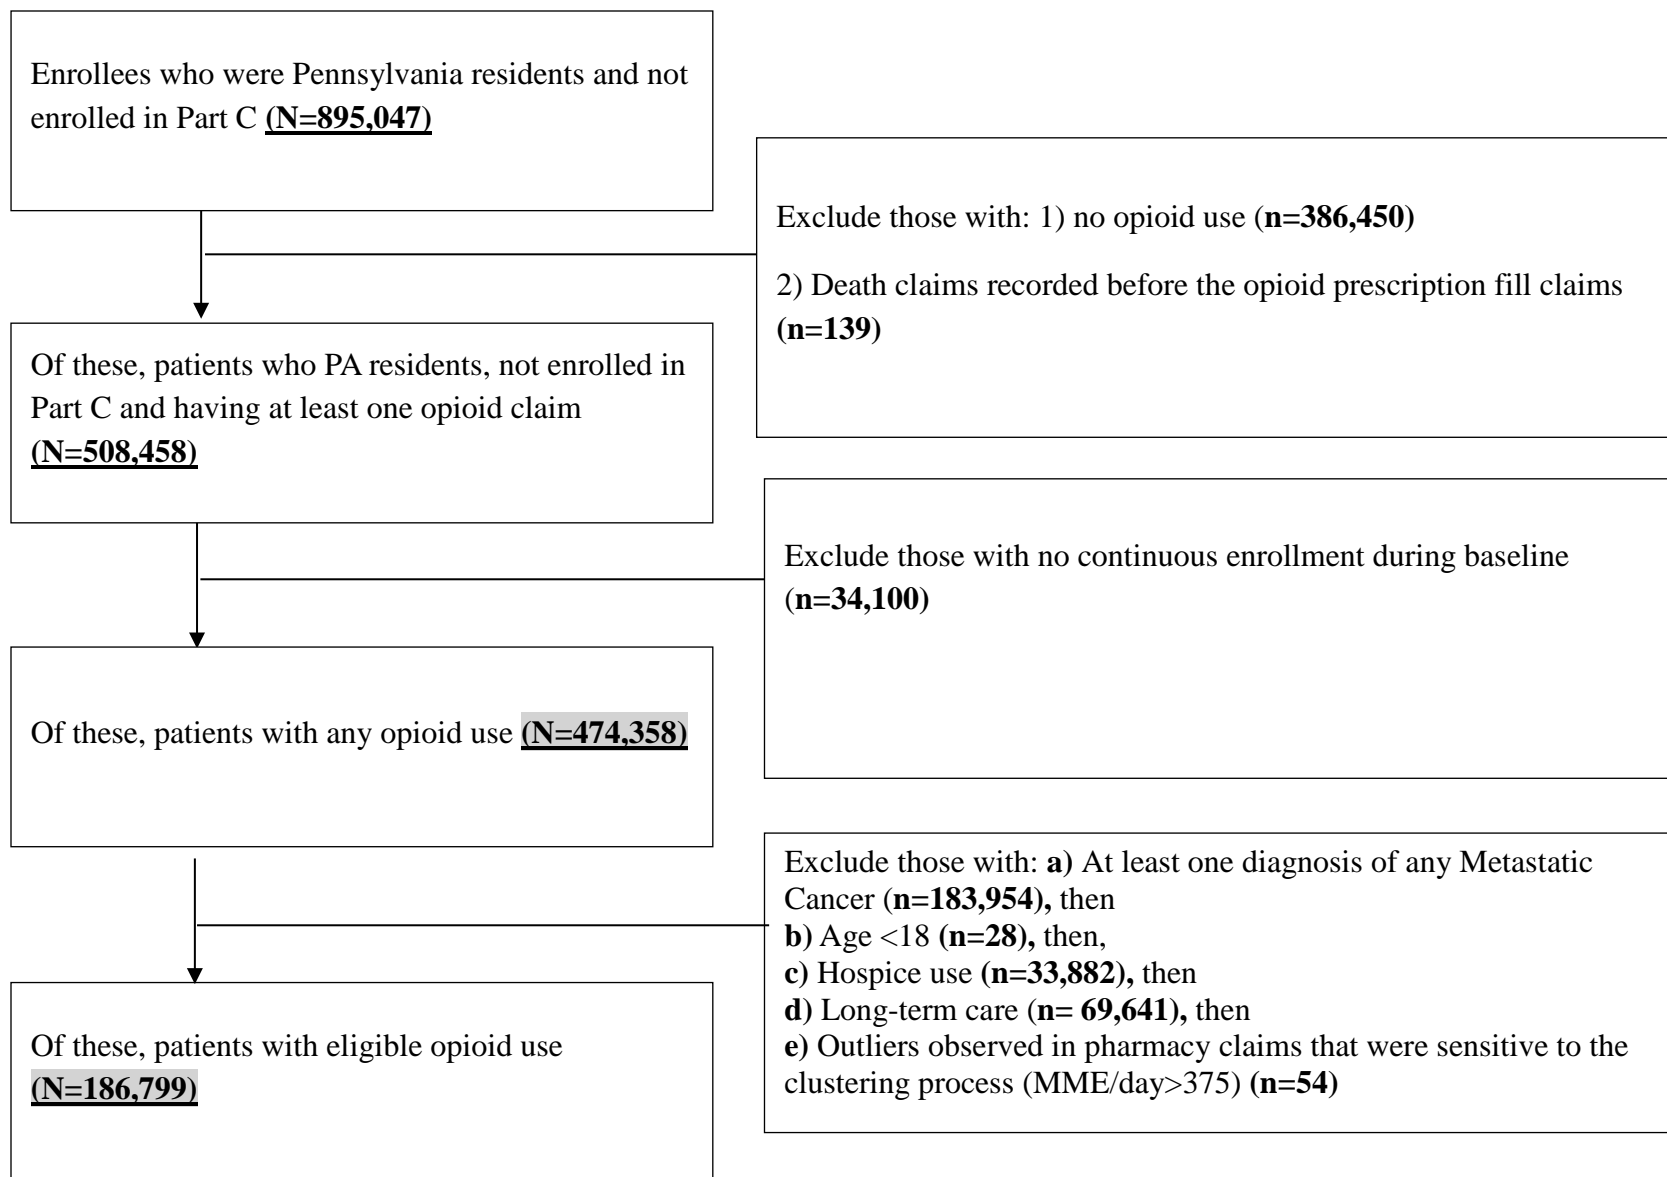 Enrollees who were Pennsylvania residents and not
enrolled in Part C (N=895,047)
Exclude those with: 1) no opioid use (n=386,450)
2) Death claims recorded before the opioid prescription fill claims
(n=139)
Of these, patients who PA residents, not enrolled in
Part C and having at least one opioid claim
(N=508,458)
Exclude those with no continuous enrollment during baseline
(n=34,100)
Of these, patients with any opioid use (N=474,358)
Exclude those with: a) At least one diagnosis of any Metastatic
Cancer (n=183,954), then
b) Age <18 (n=28), then,
c) Hospice use (n=33,882), then
d) Long-term care (n= 69,641), then
e) Outliers observed in pharmacy claims that were sensitive to the
clustering process (MME/day>375) (n=54)
Of these, patients with eligible opioid use
(N=186,799)